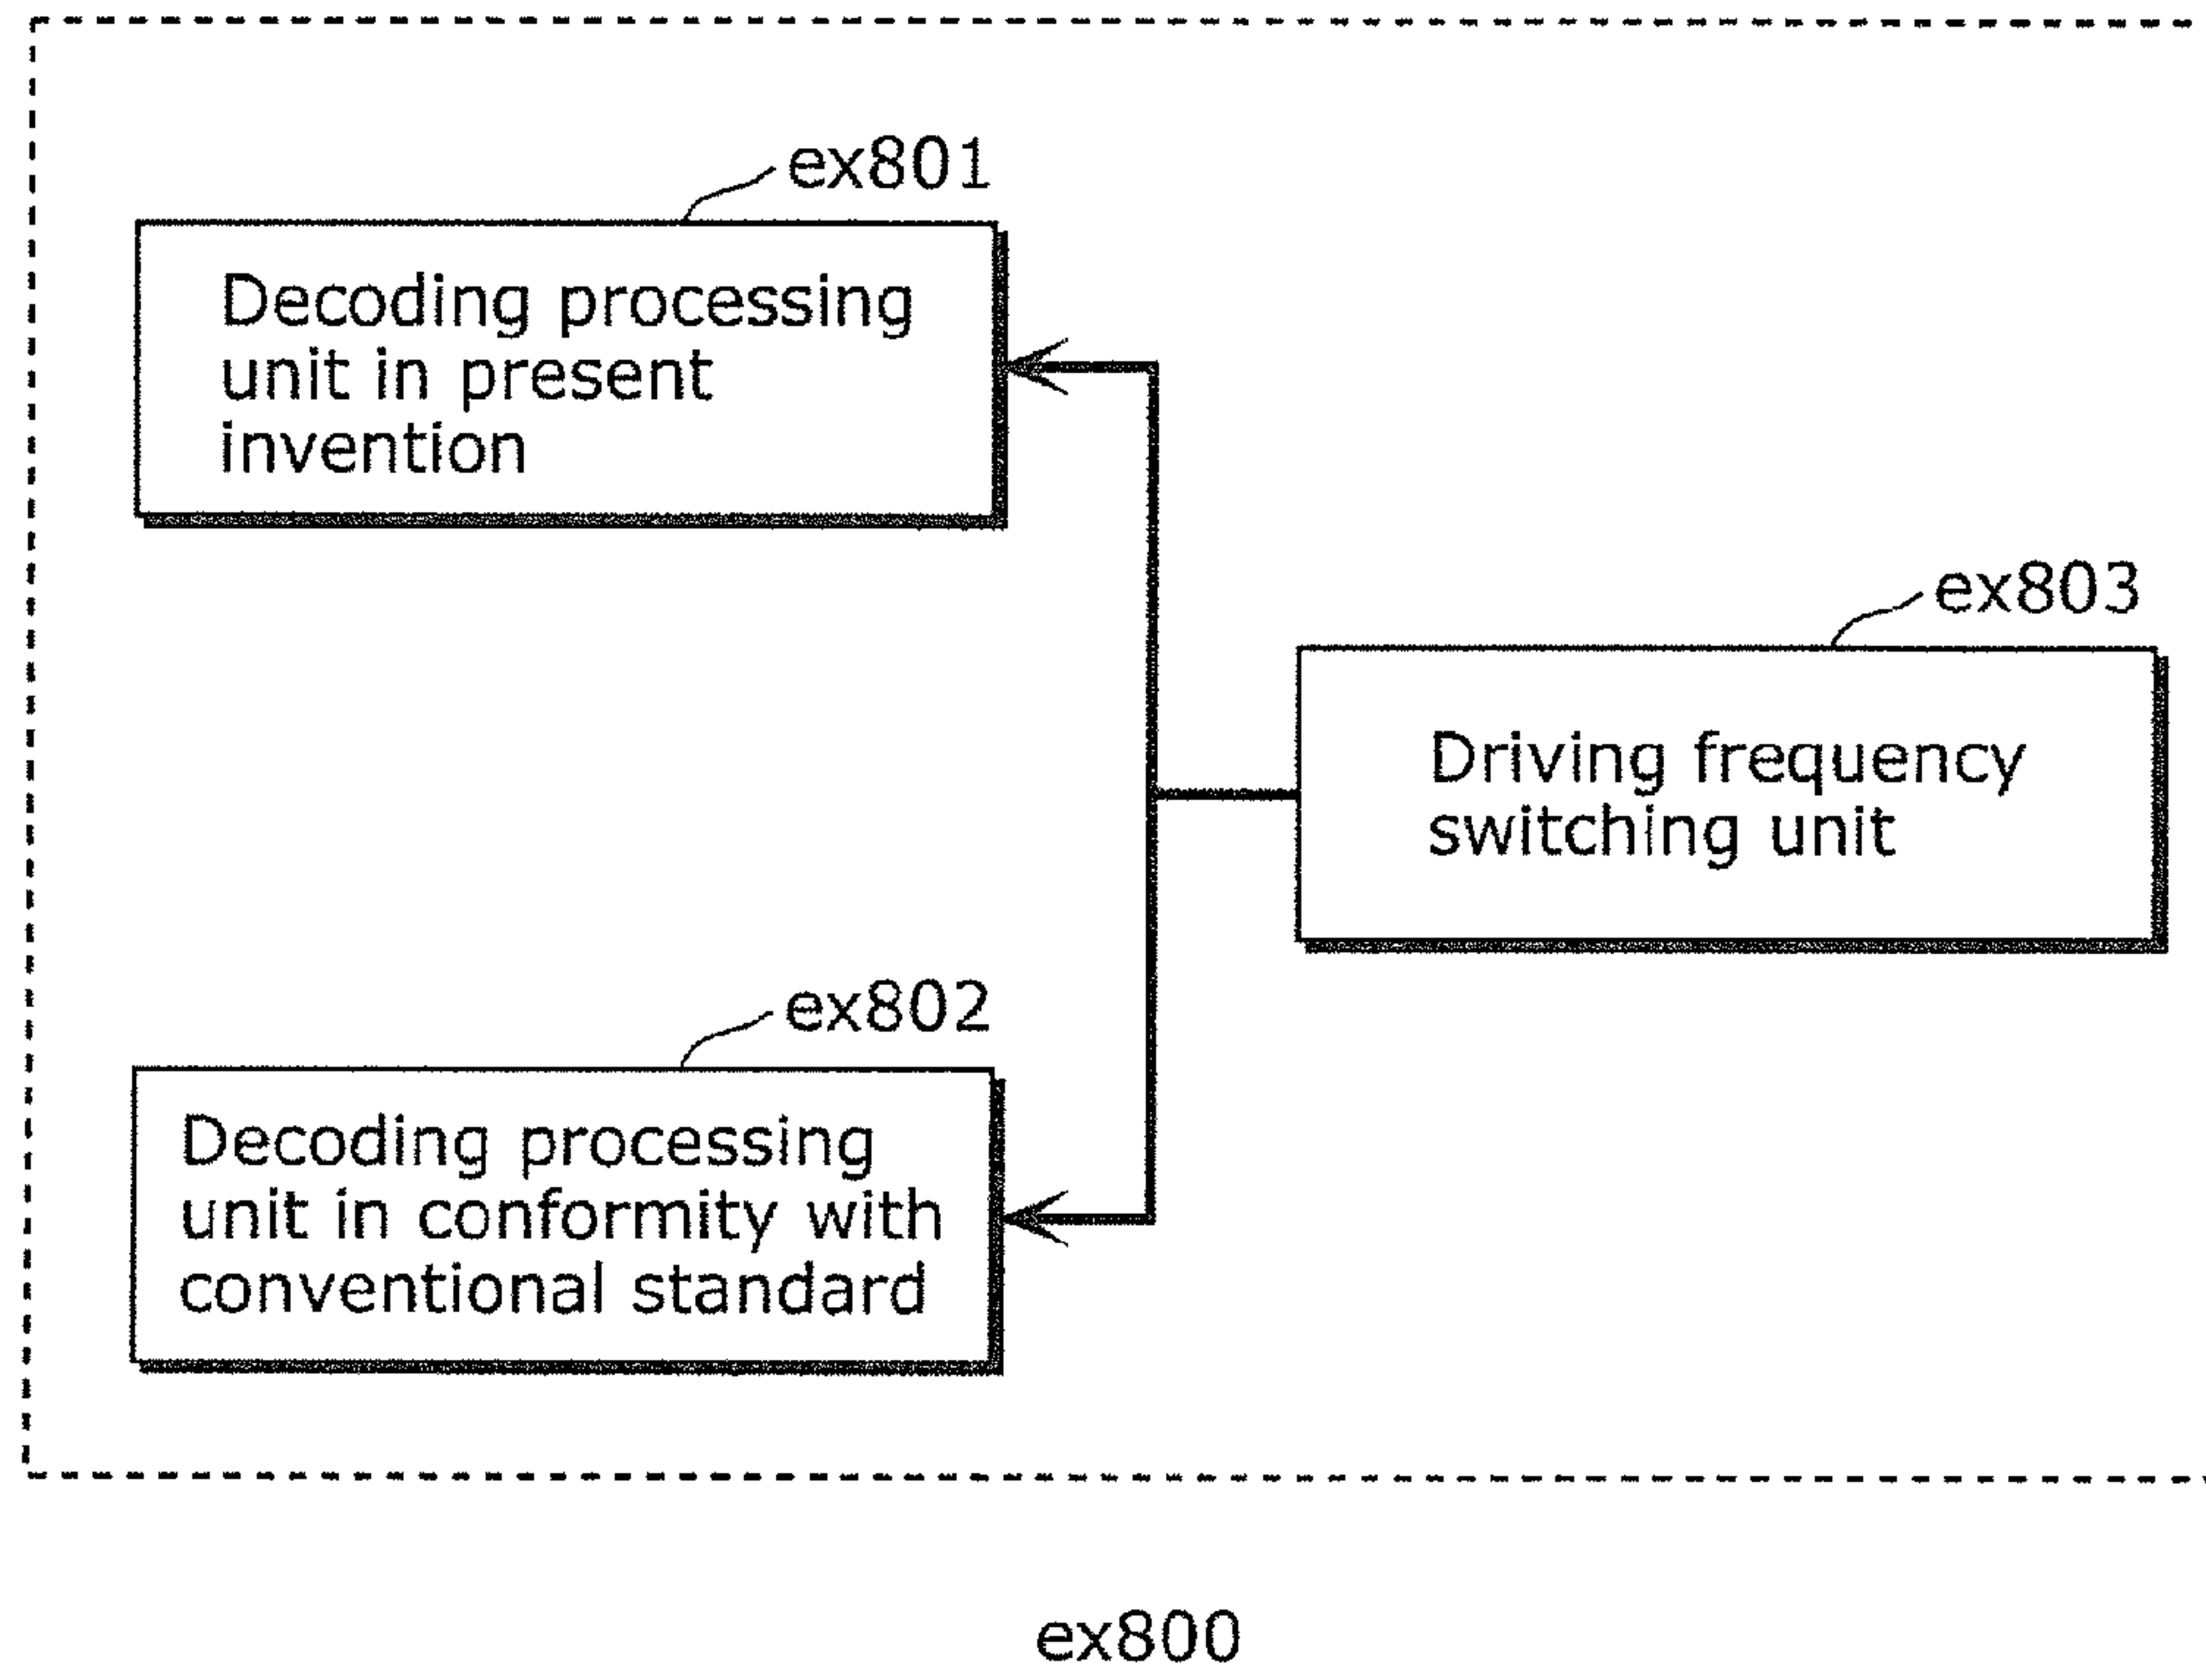 ex801
Decoding processing
unit in present
invention
ex803
Driving frequency
switching unit
ex802
Decoding processing
unit in conformity with
conventional standard
ex800